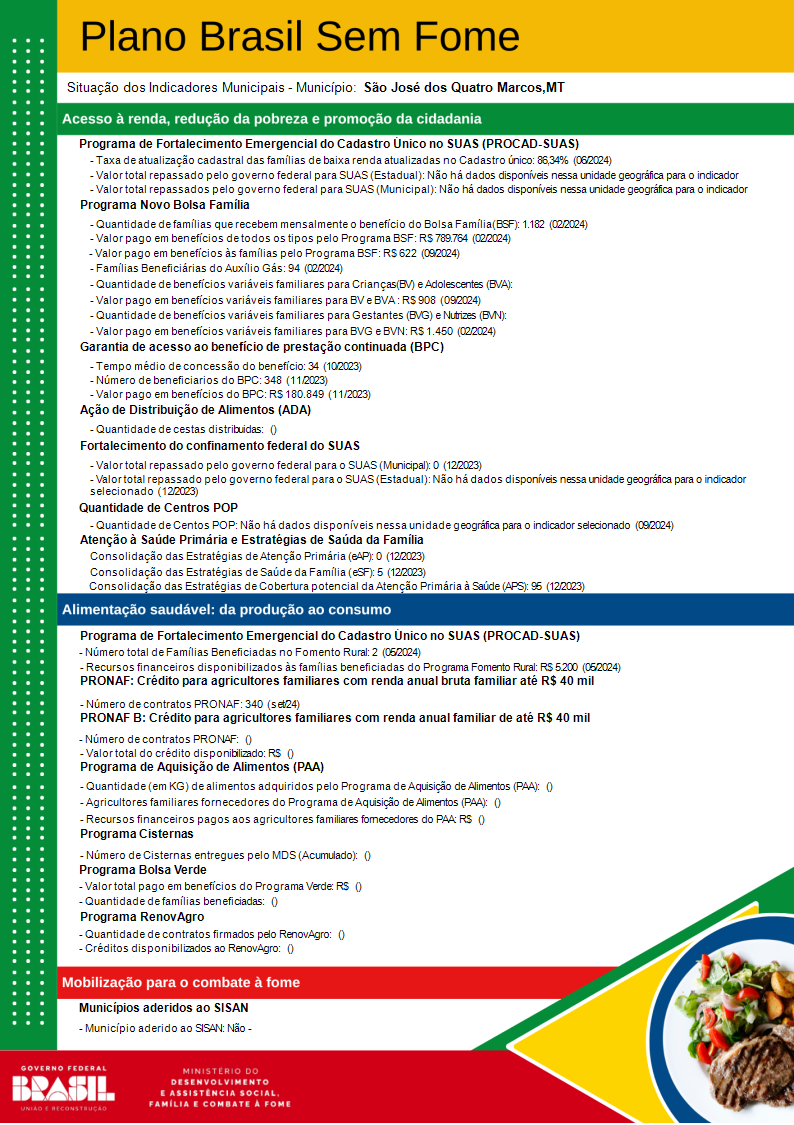 Plano Brasil Sem Fome
Situação dos Indicadores Municipais - Município: São José dos Quatro Marcos,MT
Acesso à renda, redução da pobreza e promoção da cidadania
Programa de Fortalecimento Emergencial do Cadastro Único no SUAS (PROCAD-SUAS)
- Taxa de atualização cadastral das famílias de baixa renda atualizadas no Cadastro único: 86,34% (06/2024)
- Valor total repassado pelo governo federal para SUAS (Estadual): Não há dados disponíveis nessa unidade geográfica para o indicador
- Valor total repassados pelo governo federal para SUAS (Municipal): Não há dados disponíveis nessa unidade geográfica para o indicador
Programa Novo Bolsa Família
- Quantidade de famílias que recebem mensalmente o benefício do Bolsa Família(BSF): 1.182 (02/2024)
- Valor pago em benefícios de todos os tipos pelo Programa BSF: R$ 789.764 (02/2024)
- Valor pago em benefícios às famílias pelo Programa BSF: R$ 622 (09/2024)
- Famílias Beneficiárias do Auxílio Gás: 94 (02/2024)
- Quantidade de benefícios variáveis familiares para Crianças(BV) e Adolescentes (BVA):
- Valor pago em benefícios variáveis familiares para BV e BVA : R$ 908 (09/2024)
- Quantidade de benefícios variáveis familiares para Gestantes (BVG) e Nutrizes (BVN):
- Valor pago em benefícios variáveis familiares para BVG e BVN: R$ 1.450 (02/2024)
Garantia de acesso ao benefício de prestação continuada (BPC)
- Tempo médio de concessão do benefício: 34 (10/2023)
- Número de beneficiarios do BPC: 348 (11/2023)
- Valor pago em benefícios do BPC: R$ 180.849 (11/2023)
Ação de Distribuição de Alimentos (ADA)
- Quantidade de cestas distribuidas: ()
Fortalecimento do confinamento federal do SUAS
- Valor total repassado pelo governo federal para o SUAS (Municipal): 0 (12/2023)
- Valor total repassado pelo governo federal para o SUAS (Estadual): Não há dados disponíveis nessa unidade geográfica para o indicador
selecionado (12/2023)
Quantidade de Centros POP
- Quantidade de Centos POP: Não há dados disponíveis nessa unidade geográfica para o indicador selecionado (09/2024)
Atenção à Saúde Primária e Estratégias de Saúda da Família
Consolidação das Estratégias de Atenção Primária (eAP): 0 (12/2023)
Consolidação das Estratégias de Saúde da Família (eSF): 5 (12/2023)
Consolidação das Estratégias de Cobertura potencial da Atenção Primária à Saúde (APS): 95 (12/2023)
Alimentação saudável: da produção ao consumo
Programa de Fortalecimento Emergencial do Cadastro Único no SUAS (PROCAD-SUAS)
- Número total de Famílias Beneficiadas no Fomento Rural: 2 (05/2024)
- Recursos financeiros disponibilizados às famílias beneficiadas do Programa Fomento Rural: R$ 5.200 (05/2024)
PRONAF: Crédito para agricultores familiares com renda anual bruta familiar até R$ 40 mil
- Número de contratos PRONAF: 340 (set/24)
PRONAF B: Crédito para agricultores familiares com renda anual familiar de até R$ 40 mil
- Número de contratos PRONAF: ()
- Valor total do crédito disponibilizado: R$ ()
Programa de Aquisição de Alimentos (PAA)
- Quantidade (em KG) de alimentos adquiridos pelo Programa de Aquisição de Alimentos (PAA): ()
- Agricultores familiares fornecedores do Programa de Aquisição de Alimentos (PAA): ()
- Recursos financeiros pagos aos agricultores familiares fornecedores do PAA: R$ ()
Programa Cisternas
- Número de Cisternas entregues pelo MDS (Acumulado): ()
Programa Bolsa Verde
- Valor total pago em benefícios do Programa Verde: R$ ()
- Quantidade de famílias beneficiadas: ()
Programa RenovAgro
- Quantidade de contratos firmados pelo RenovAgro: ()
- Créditos disponibilizados ao RenovAgro: ()
Mobilização para o combate à fome
Municípios aderidos ao SISAN
- Município aderido ao SISAN: Não -
GOVERNO FEDERAL
BRASIL
UNIÃO E RECONSTRUÇÃO
MINISTÉRIO DO
DESENVOLVIMENTO
E ASSISTÊNCIA SOCIAL,
FAMÍLIA E COMBATE À FOME